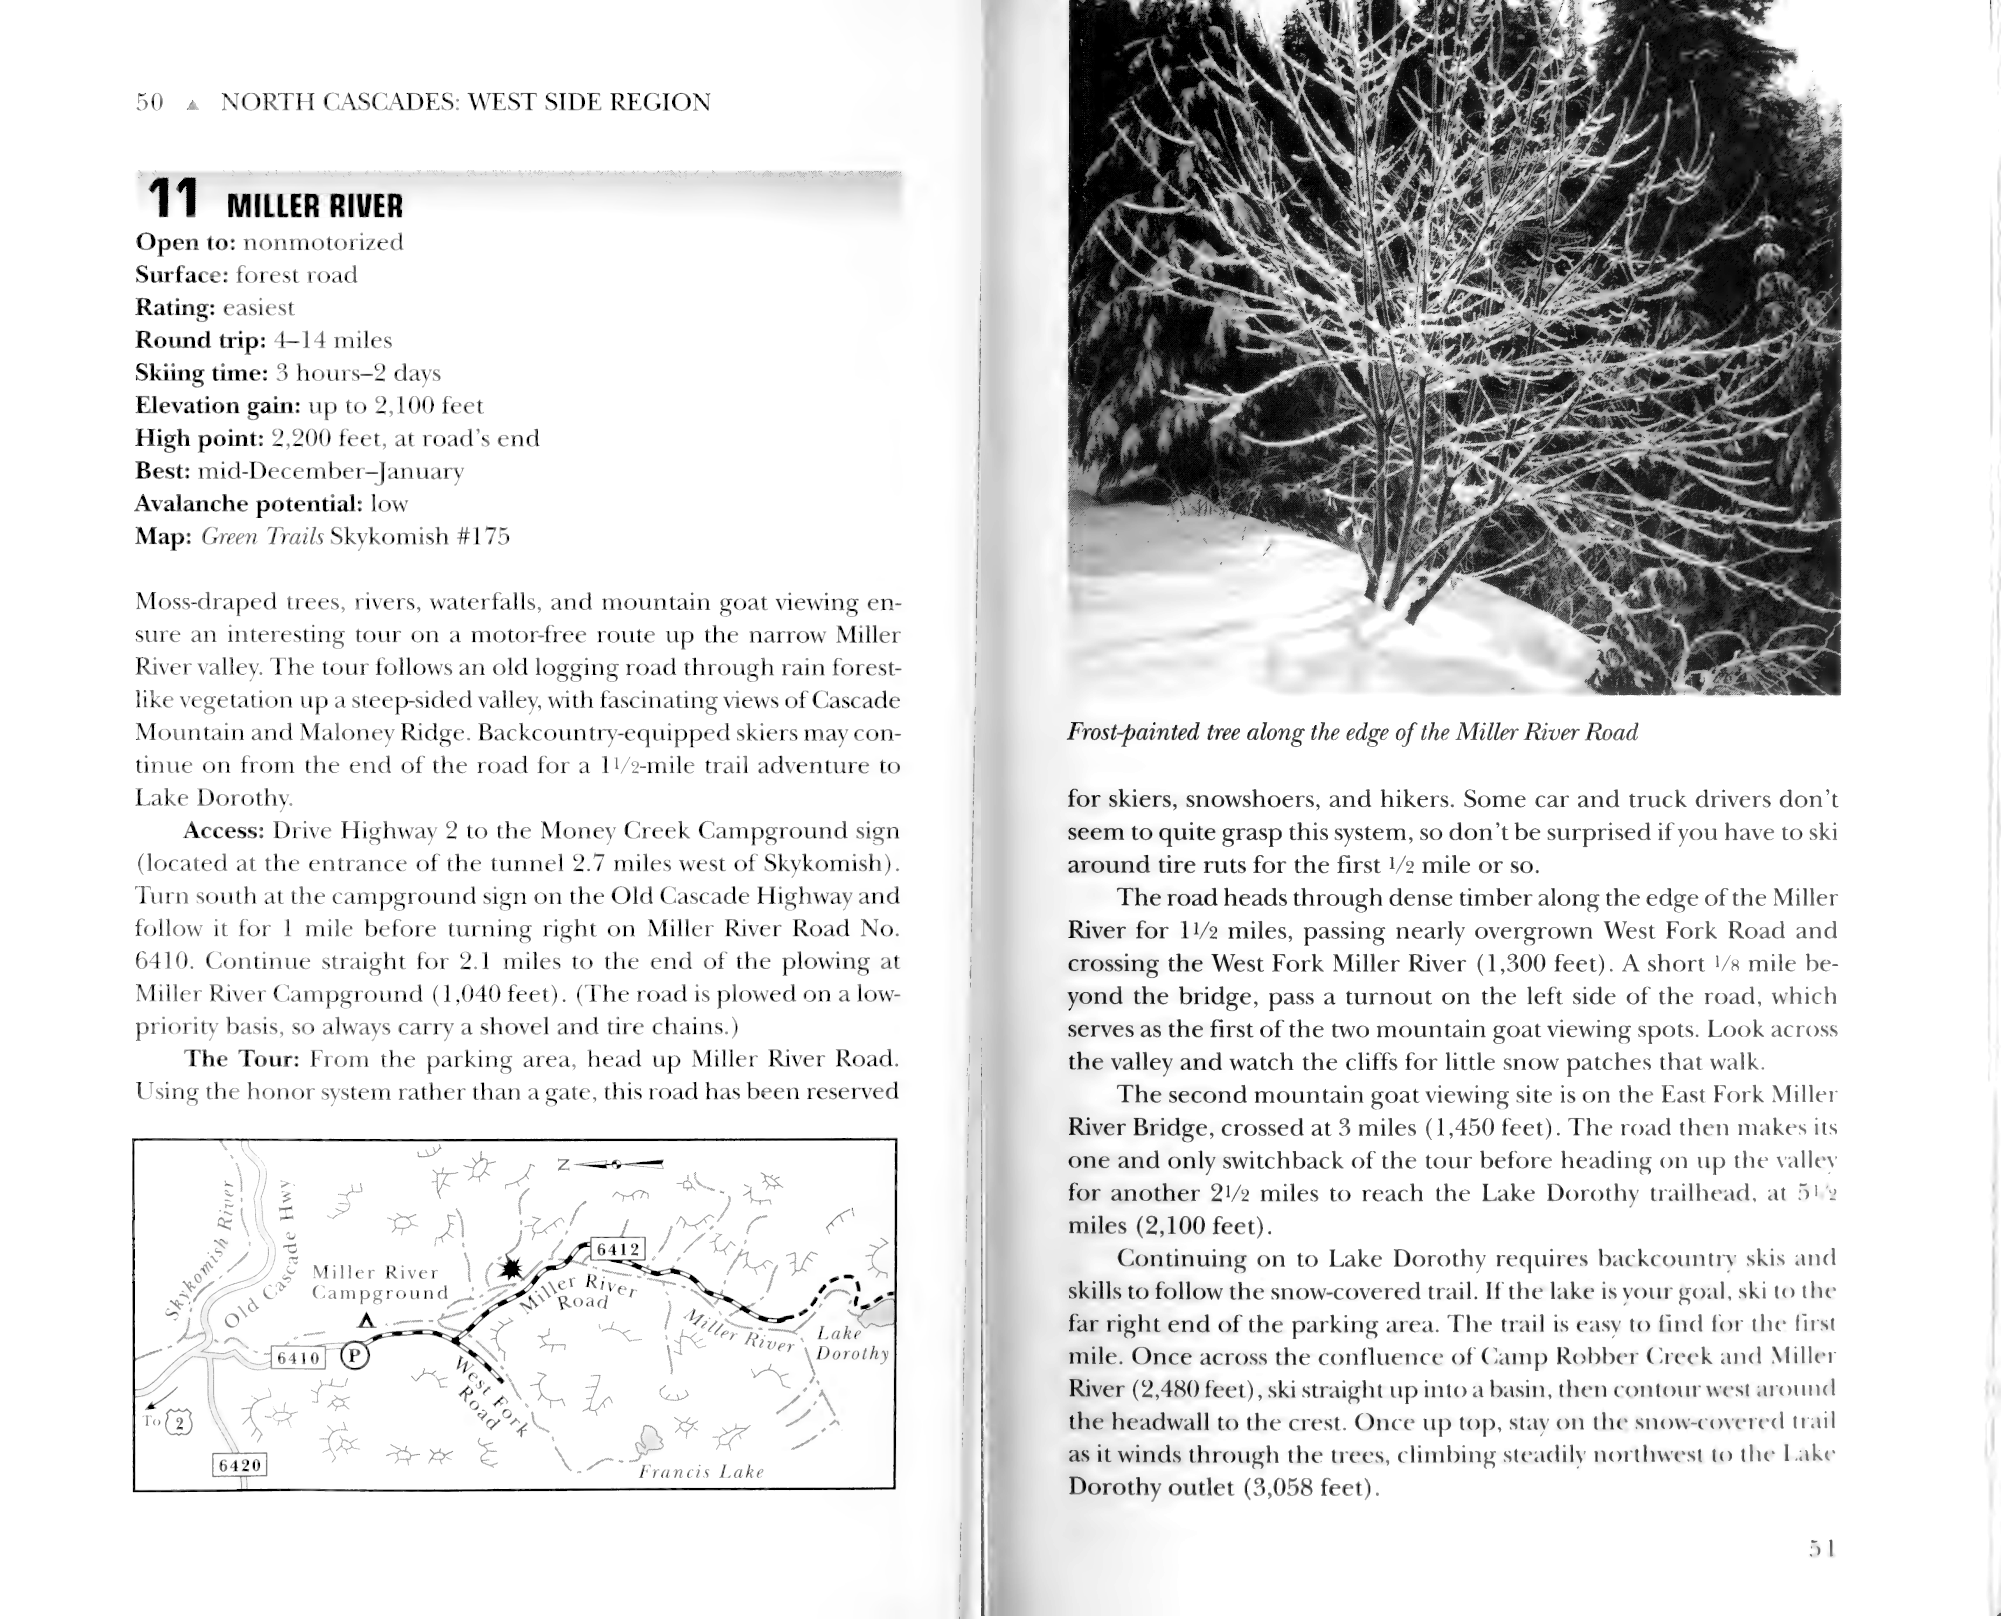 50 ▲ NORTH CASCADES: WEST SIDE REGION
11 MILLER RIVER
Open to: nonmotorized
Surface: forest road
Rating: easiest
Round trip: 4–14 miles
Skiing time: 3 hours–2 days
Elevation gain: up to 2,100 feet
High point: 2,200 feet, at road's end
Best: mid-December–January
Avalanche potential: low
Map: Green Trails Skykomish #175
Moss-draped trees, rivers, waterfalls, and mountain goat viewing en-
sure an interesting tour on a motor-free route up the narrow Miller
River valley. The tour follows an old logging road through rain forest-
like vegetation up a steep-sided valley, with fascinating views of Cascade
Mountain and Maloney Ridge. Backcountry-equipped skiers may con-
tinue on from the end of the road for a 1 1/2-mile trail adventure to
Lake Dorothy.
Access: Drive Highway 2 to the Money Creek Campground sign
(located at the entrance of the tunnel 2.7 miles west of Skykomish).
Turn south at the campground sign on the Old Cascade Highway and
follow it for 1 mile before turning right on Miller River Road No.
6410. Continue straight for 2.1 miles to the end of the plowing at
Miller River Campground (1,040 feet). (The road is plowed on a low-
priority basis, so always carry a shovel and tire chains.)
The Tour: From the parking area, head up Miller River Road.
Using the honor system rather than a gate, this road has been reserved
Skykomish River
Old Cascade Hwy
Z
Miller River
Campground
6412
Miller River
Road
Miller River
Lake
Dorothy
6410
P
West Fork
Road
To 2
6420
Francis Lake
Frost-painted tree along the edge of the Miller River Road
for skiers, snowshoers, and hikers. Some car and truck drivers don't
seem to quite grasp this system, so don't be surprised if you have to ski
around tire ruts for the first 1/2 mile or so.
The road heads through dense timber along the edge of the Miller
River for 1 1/2 miles, passing nearly overgrown West Fork Road and
crossing the West Fork Miller River (1,300 feet). A short 1/8 mile be-
yond the bridge, pass a turnout on the left side of the road, which
serves as the first of the two mountain goat viewing spots. Look across
the valley and watch the cliffs for little snow patches that walk.
The second mountain goat viewing site is on the East Fork Miller
River Bridge, crossed at 3 miles (1,450 feet). The road then makes its
one and only switchback of the tour before heading on up the valley
for another 2 1/2 miles to reach the Lake Dorothy trailhead, at 5 1/2
miles (2,100 feet).
Continuing on to Lake Dorothy requires backcountry skis and
skills to follow the snow-covered trail. If the lake is your goal, ski to the
far right end of the parking area. The trail is easy to find for the first
mile. Once across the confluence of Camp Robber Creek and Miller
River (2,480 feet), ski straight up into a basin, then contour west around
the headwall to the crest. Once up top, stay on the snow-covered trail
as it winds through the trees, climbing steadily northwest to the Lake
Dorothy outlet (3,058 feet).
51